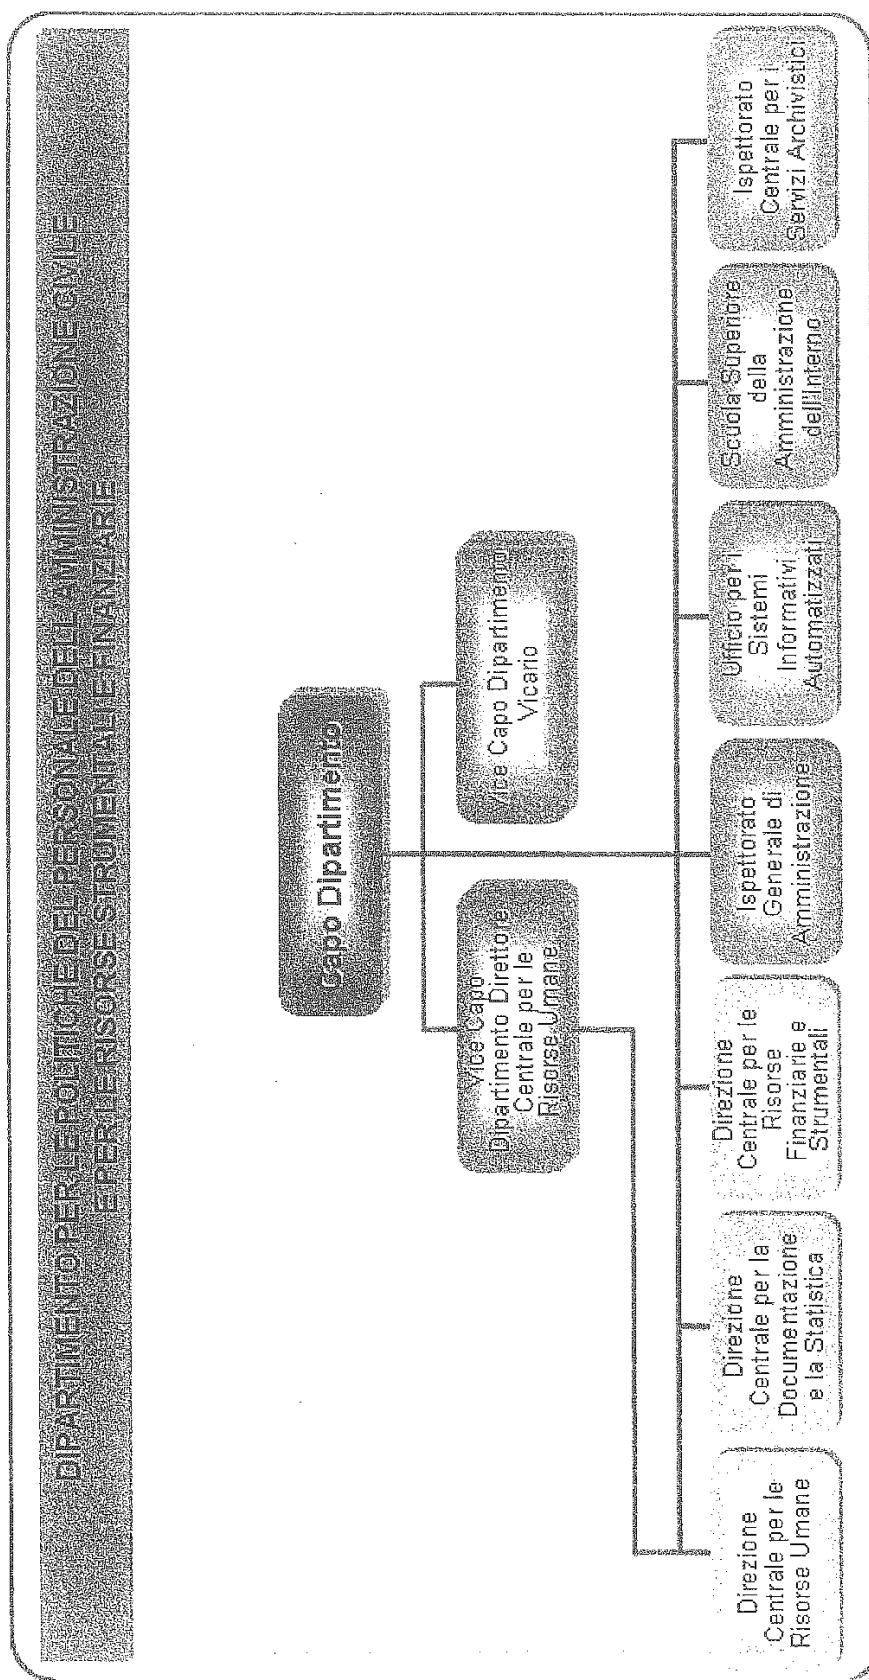 DIPARTIMENTO PER LE POLITICHE DEL PERSONALE DELL'AMMINISTRAZIONE CIVILE
E PER LE RISORSE STRUMENTALI E FINANZIARIE
Capo Dipartimento
Vice Capo
Dipartimento Direttore
Centrale per le
Risorse Umane
Vice Capo Dipartimento
Vicario
Direzione
Centrale per le
Risorse Umane
Direzione
Centrale per la
Documentazione
e la Statistica
Direzione
Centrale per le
Risorse
Finanziarie e
Strumentali
Ispettorato
Generale di
Amministrazione
Ufficio per i
Sistemi
Informativi
Automatizzati
Scuola Superiore
della
Amministrazione
dell'Interno
Ispettorato
Centrale per i
Servizi Archivistici